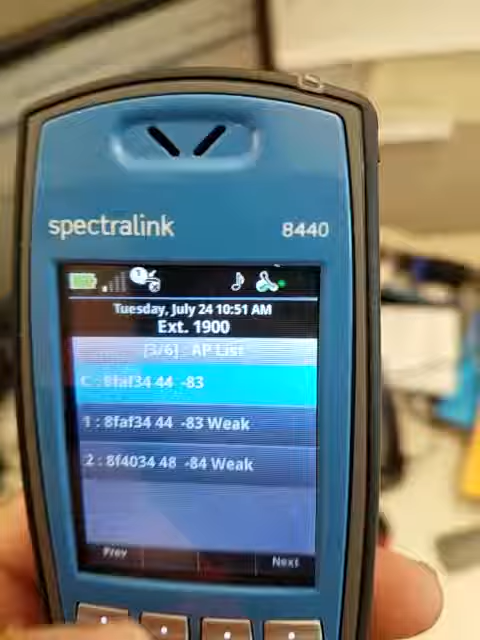 spectralink 8440
Tuesday, July 24 10:51 AM
Ext. 1900
[3/6] : AP List
C : 8faf34 44 -83
1 : 8faf34 44 -83 Weak
2 : 8f4034 48 -84 Weak
Prev Next